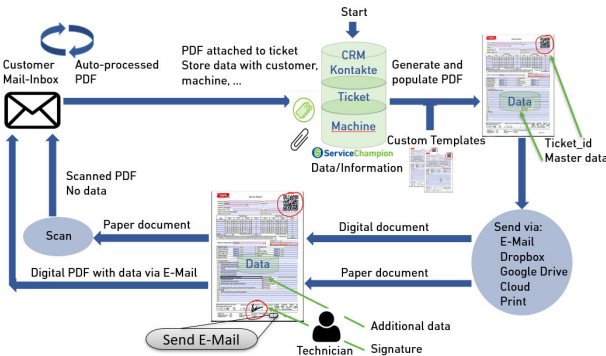 Start
Customer
Mail-Inbox
Auto-processed
PDF
PDF attached to ticket
Store data with customer,
machine, ...
CRM
Kontakte
Ticket
Machine
ServiceChampion
Data/Information
Generate and
populate PDF
Custom Templates
Data
Ticket_id
Master data
Scanned PDF
No data
Scan
Paper document
Digital PDF with data via E-Mail
Data
Digital document
Paper document
Send via:
E-Mail
Dropbox
Google Drive
Cloud
Print
Send E-Mail
Technician
Additional data
Signature